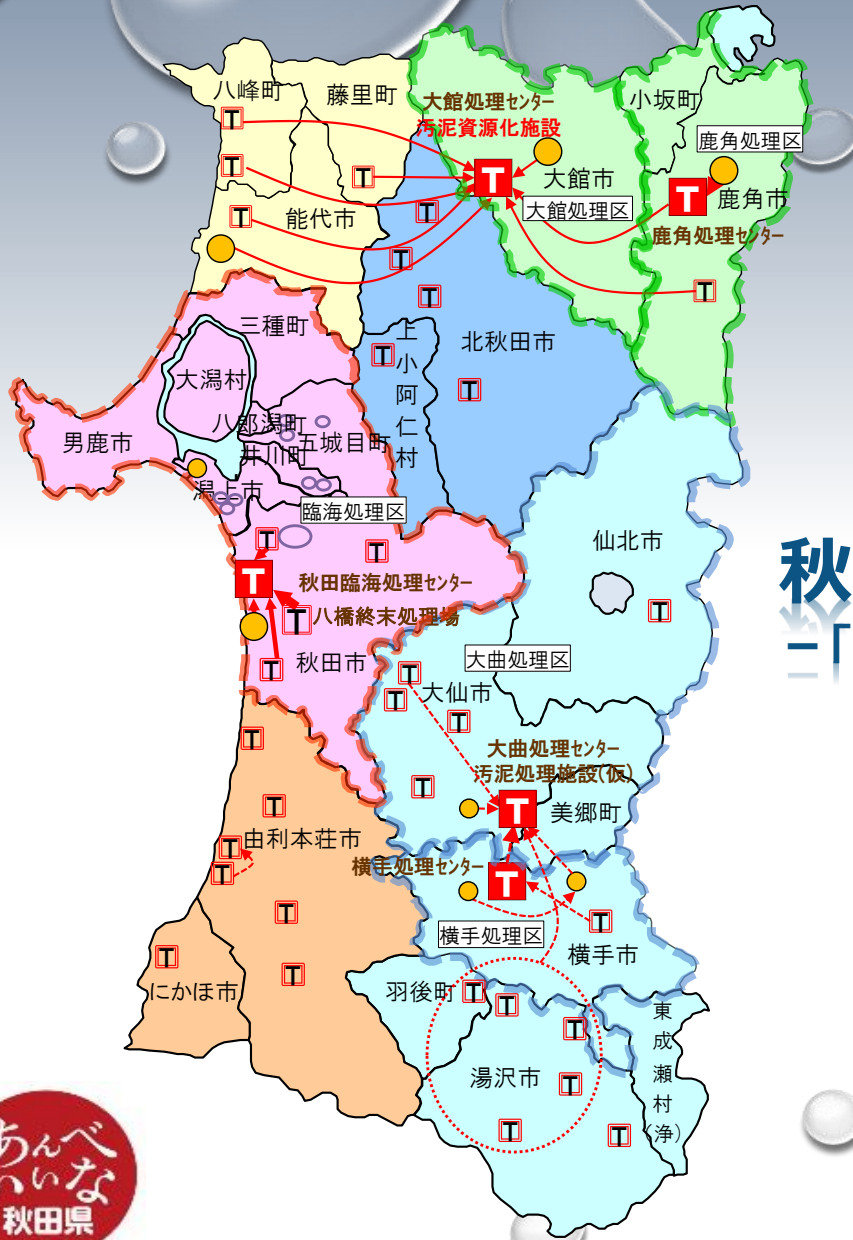 八峰町
藤里町
大館処理センター
汚泥資源化施設
小坂町
鹿角処理区
T
T
T
T
大館市
T
鹿角市
大館処理区
T
能代市
T
鹿角処理センター
T
T
T
三種町
上小阿仁村
北秋田市
T
大潟村
T
八郎潟町
男鹿市
五城目町
井川町
潟上市
臨海処理区
T
T
仙北市
秋
T
秋田臨海処理センター
T
T
八橋終末処理場
ー「
秋田市
T
大曲処理区
T
大仙市
T
T
T
大曲処理センター
汚泥処理施設(仮)
T
T
T
美郷町
由利本荘市
T
T
横手処理センター
T
T
T
横手処理区
横手市
T
T
にかほ市
羽後町
T
T
T
東成瀬村(浄)
湯沢市
T
T
T
あんべ
いいな
秋田県